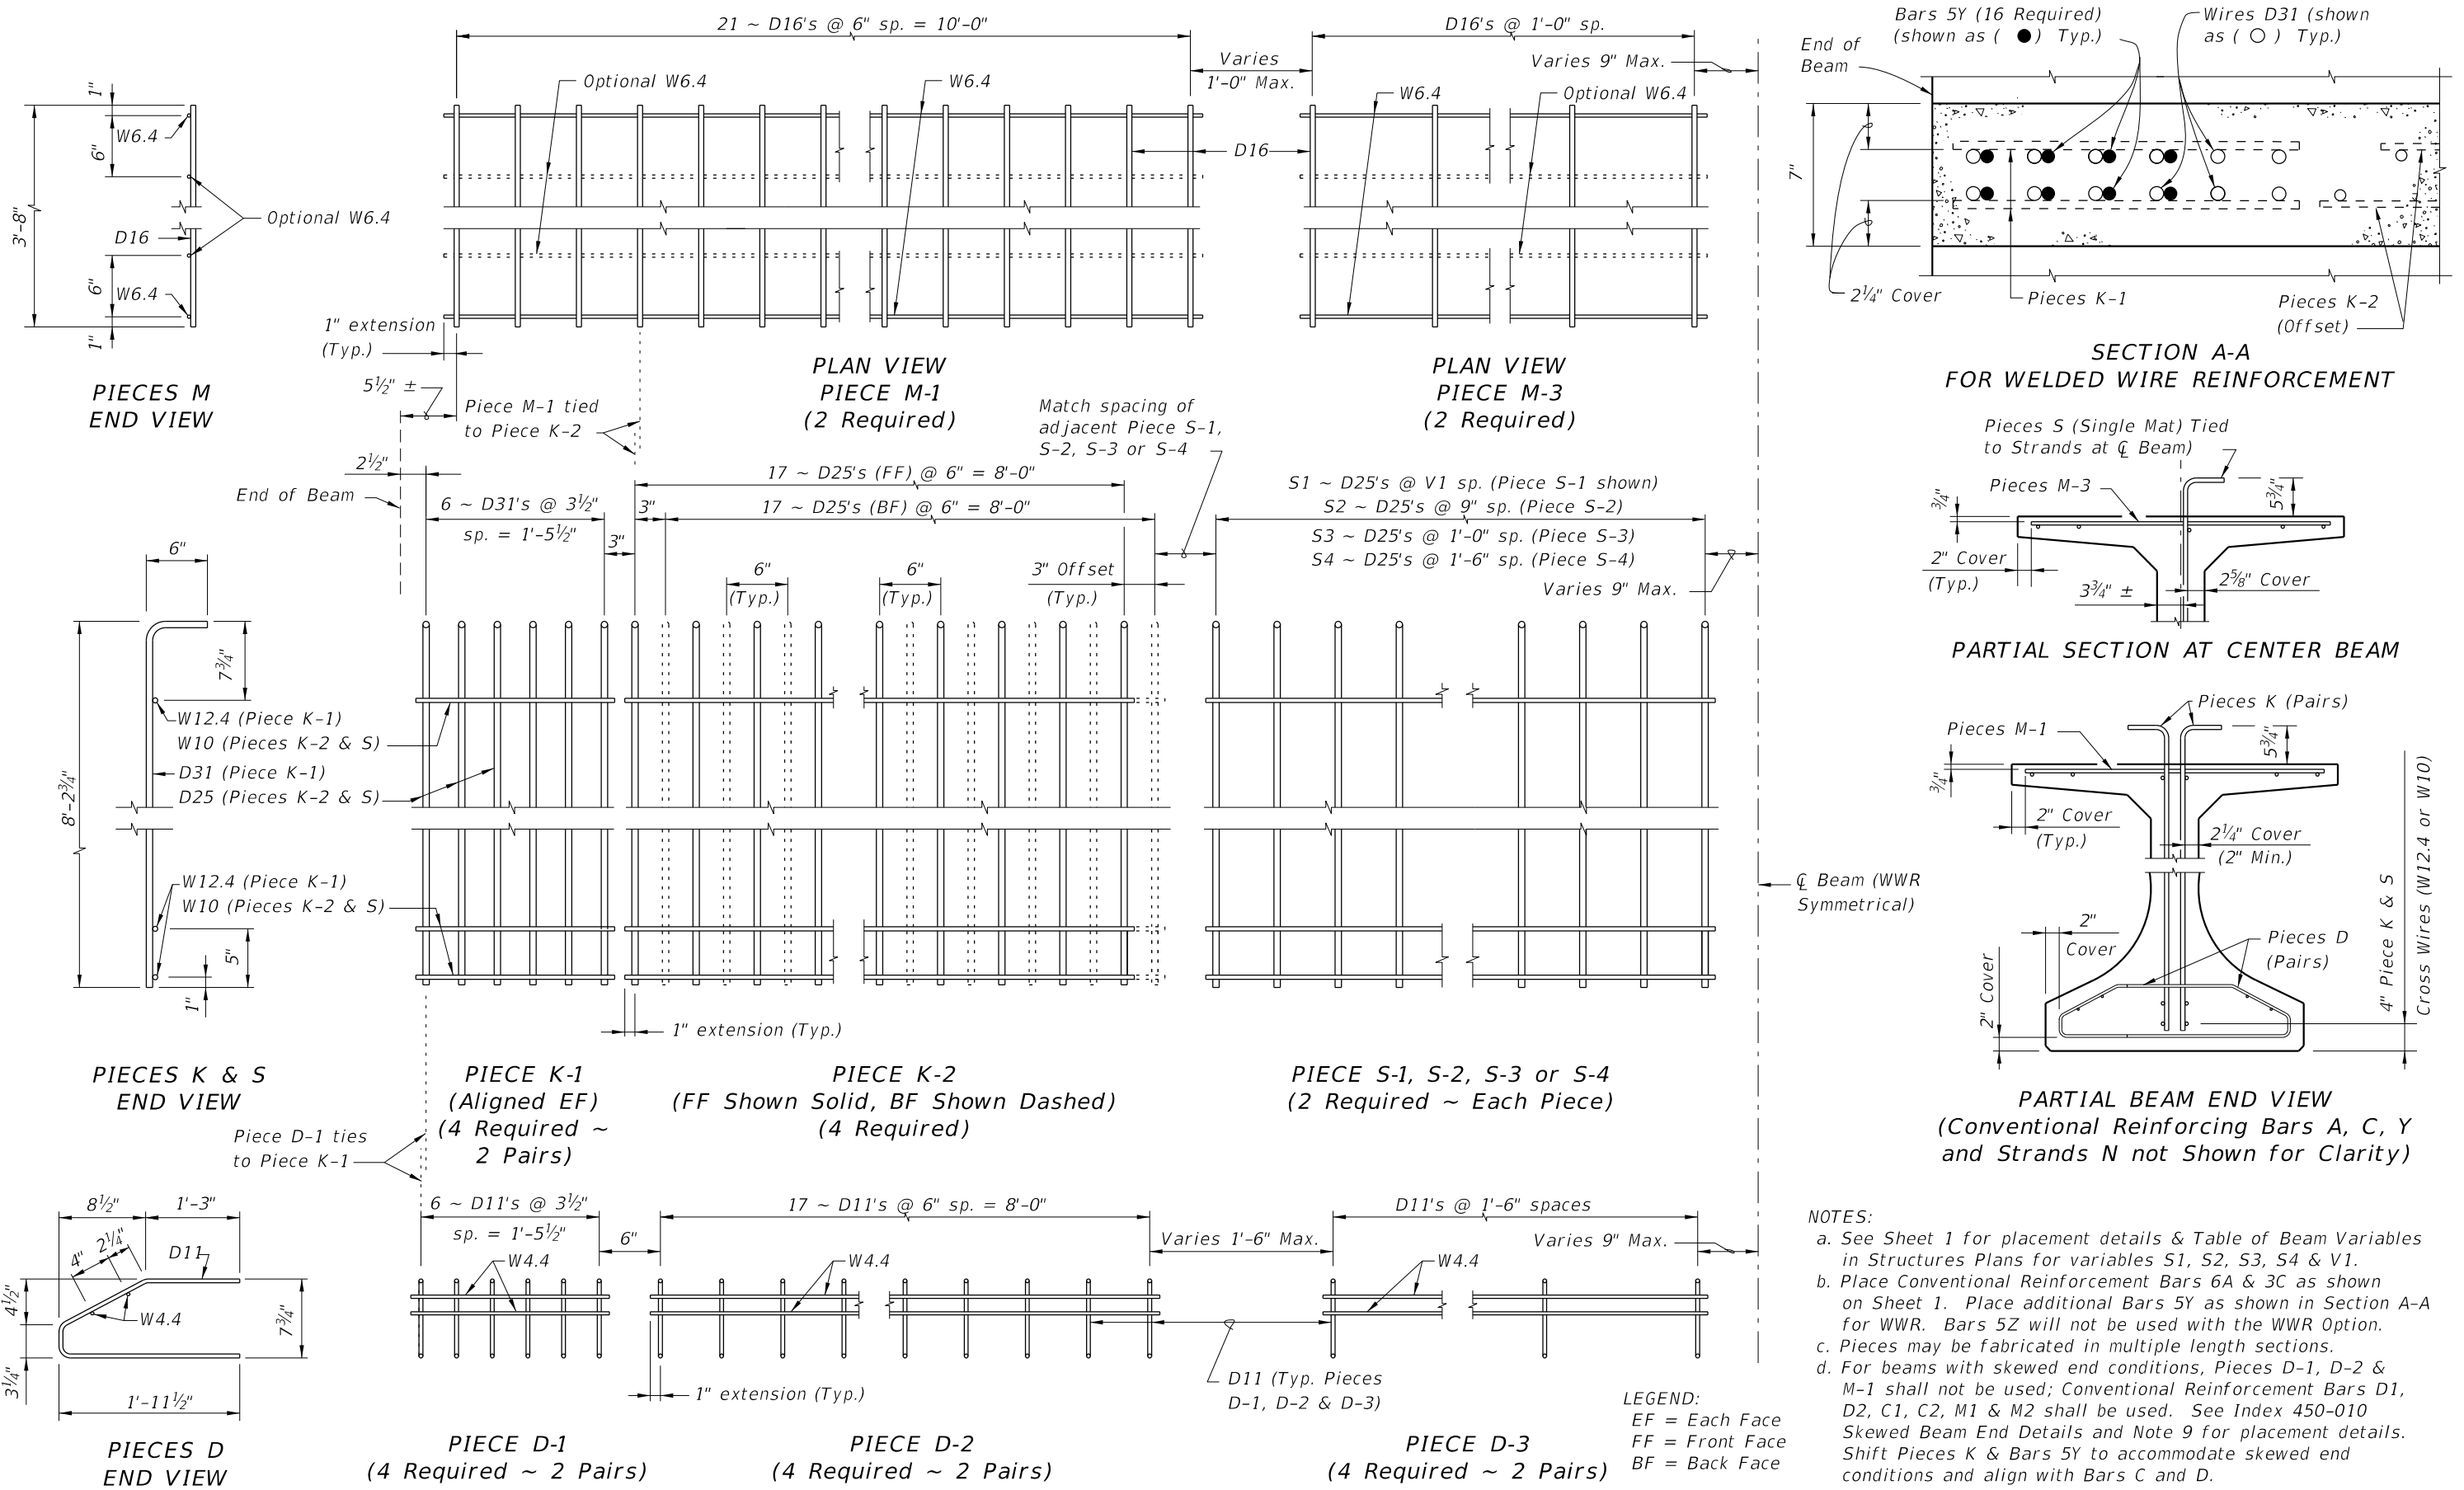 1"
W6.4
6"
3'-8"
Optional W6.4
D16
6"
W6.4
1"
PIECES M
END VIEW
21 ~ D16's @ 6" sp. = 10'-0"
Optional W6.4
W6.4
Varies
1'-0" Max.
D16
1" extension
(Typ.)
PLAN VIEW
PIECE M-1
(2 Required)
D16's @ 1'-0" sp.
Varies 9" Max.
W6.4
Optional W6.4
PLAN VIEW
PIECE M-3
(2 Required)
Bars 5Y (16 Required)
(shown as ( ● ) Typ.)
Wires D31 (shown
as ( ○ ) Typ.)
End of
Beam
7"
2¼" Cover
Pieces K-1
Pieces K-2
(Offset)
SECTION A-A
FOR WELDED WIRE REINFORCEMENT
5½" ±
Piece M-1 tied
to Piece K-2
Match spacing of
adjacent Piece S-1,
S-2, S-3 or S-4
2½"
End of Beam
6 ~ D31's @ 3½"
sp. = 1'-5½"
3"
3"
17 ~ D25's (FF) @ 6" = 8'-0"
17 ~ D25's (BF) @ 6" = 8'-0"
6"
(Typ.)
6"
(Typ.)
3" Offset
(Typ.)
S1 ~ D25's @ V1 sp. (Piece S-1 shown)
S2 ~ D25's @ 9" sp. (Piece S-2)
S3 ~ D25's @ 1'-0" sp. (Piece S-3)
S4 ~ D25's @ 1'-6" sp. (Piece S-4)
Varies 9" Max.
6"
7¾"
8'-2¾"
W12.4 (Piece K-1)
W10 (Pieces K-2 & S)
D31 (Piece K-1)
D25 (Pieces K-2 & S)
W12.4 (Piece K-1)
W10 (Pieces K-2 & S)
5"
1"
1" extension (Typ.)
℄ Beam (WWR
Symmetrical)
PIECES K & S
END VIEW
PIECE K-1
(Aligned EF)
(4 Required ~
2 Pairs)
PIECE K-2
(FF Shown Solid, BF Shown Dashed)
(4 Required)
PIECE S-1, S-2, S-3 or S-4
(2 Required ~ Each Piece)
Pieces S (Single Mat) Tied
to Strands at ℄ Beam)
Pieces M-3
¾"
5¾"
2" Cover
(Typ.)
3¾" ±
2⅝" Cover
PARTIAL SECTION AT CENTER BEAM
Pieces K (Pairs)
Pieces M-1
5¾"
¾"
2" Cover
(Typ.)
2¼" Cover
(2" Min.)
2"
Cover
Pieces D
(Pairs)
2" Cover
4" Piece K & S
Cross Wires (W12.4 or W10)
PARTIAL BEAM END VIEW
(Conventional Reinforcing Bars A, C, Y
and Strands N not Shown for Clarity)
Piece D-1 ties
to Piece K-1
8½"
1'-3"
4"
2¼"
D11
4½"
W4.4
7¾"
3¼"
1'-11½"
PIECES D
END VIEW
6 ~ D11's @ 3½"
sp. = 1'-5½"
6"
W4.4
17 ~ D11's @ 6" sp. = 8'-0"
W4.4
Varies 1'-6" Max.
D11's @ 1'-6" spaces
Varies 9" Max.
W4.4
1" extension (Typ.)
D11 (Typ. Pieces
D-1, D-2 & D-3)
PIECE D-1
(4 Required ~ 2 Pairs)
PIECE D-2
(4 Required ~ 2 Pairs)
PIECE D-3
(4 Required ~ 2 Pairs)
LEGEND:
EF = Each Face
FF = Front Face
BF = Back Face
NOTES:
a. See Sheet 1 for placement details & Table of Beam Variables
in Structures Plans for variables S1, S2, S3, S4 & V1.
b. Place Conventional Reinforcement Bars 6A & 3C as shown
on Sheet 1. Place additional Bars 5Y as shown in Section A-A
for WWR. Bars 5Z will not be used with the WWR Option.
c. Pieces may be fabricated in multiple length sections.
d. For beams with skewed end conditions, Pieces D-1, D-2 &
M-1 shall not be used; Conventional Reinforcement Bars D1,
D2, C1, C2, M1 & M2 shall be used. See Index 450-010
Skewed Beam End Details and Note 9 for placement details.
Shift Pieces K & Bars 5Y to accommodate skewed end
conditions and align with Bars C and D.